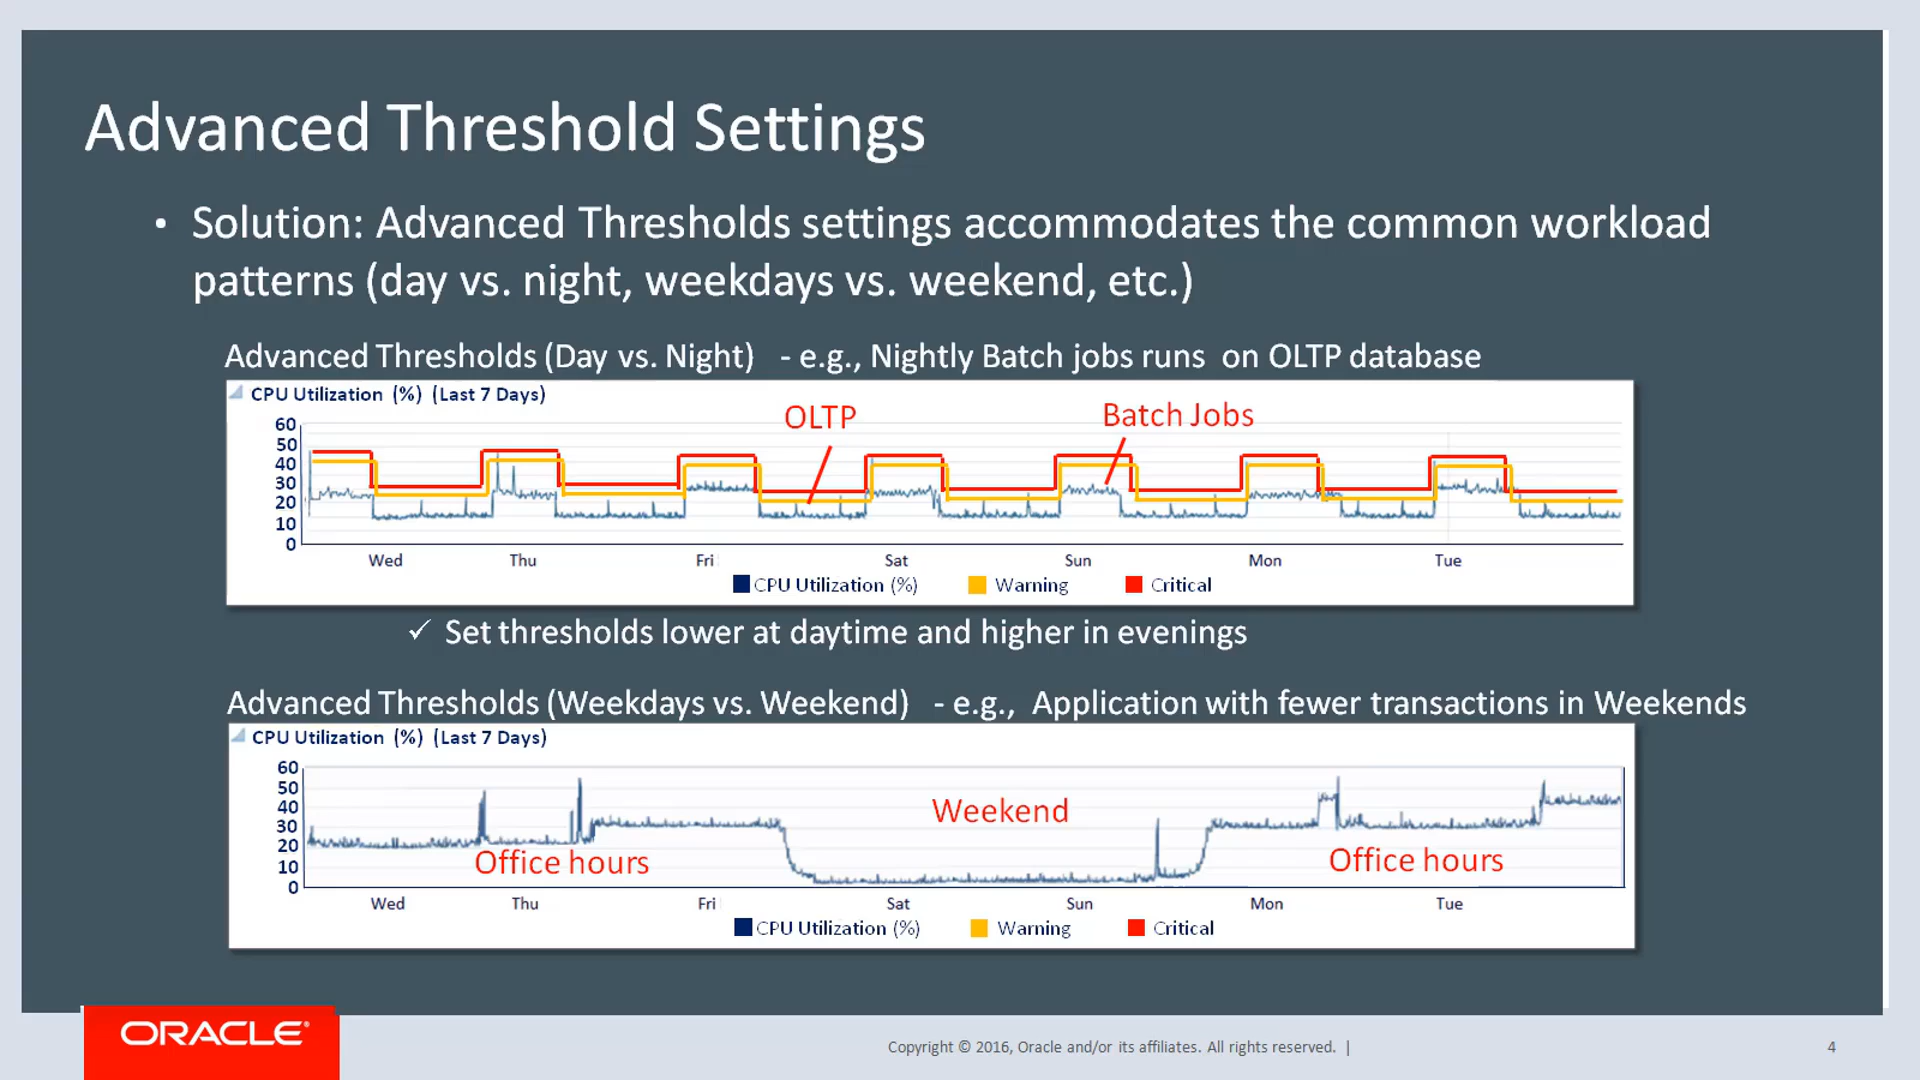 Advanced Threshold Settings
• Solution: Advanced Thresholds settings accommodates the common workload
patterns (day vs. night, weekdays vs. weekend, etc.)
Advanced Thresholds (Day vs. Night) - e.g., Nightly Batch jobs runs on OLTP database
CPU Utilization (%) (Last 7 Days)
OLTP
Batch Jobs
60
50
40
30
20
10
0
Wed Thu Fri Sat Sun Mon Tue
CPU Utilization (%) Warning Critical
✓ Set thresholds lower at daytime and higher in evenings
Advanced Thresholds (Weekdays vs. Weekend) - e.g., Application with fewer transactions in Weekends
CPU Utilization (%) (Last 7 Days)
60
50
40
30
20
10
0
Weekend
Office hours
Office hours
Wed Thu Fri Sat Sun Mon Tue
CPU Utilization (%) Warning Critical
ORACLE®
Copyright © 2016, Oracle and/or its affiliates. All rights reserved. |
4